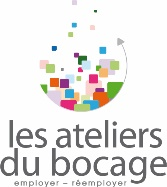 les ateliers
du bocage
employer – réemployer